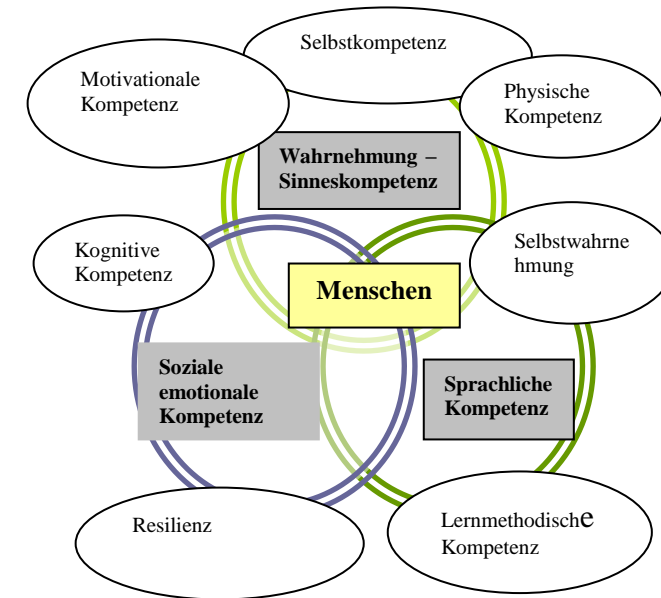 Selbstkompetenz
Motivationale
Kompetenz
Physische
Kompetenz
Wahrnehmung –
Sinneskompetenz
Kognitive
Kompetenz
Selbstwahrne
hmung
Menschen
Soziale
emotionale
Kompetenz
Sprachliche
Kompetenz
Resilienz
Lernmethodische
Kompetenz